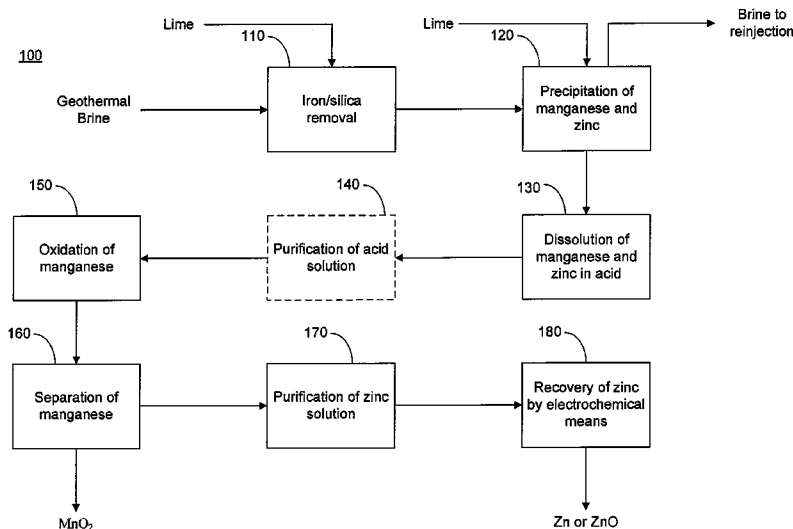 100
Lime
110
Lime
120
Brine to
reinjection
Geothermal
Brine
Iron/silica
removal
Precipitation of
manganese and
zinc
150
140
130
Oxidation of
manganese
Purification of acid
solution
Dissolution of
manganese and
zinc in acid
160
170
180
Separation of
manganese
Purification of zinc
solution
Recovery of zinc
by electrochemical
means
MnO₂
Zn or ZnO